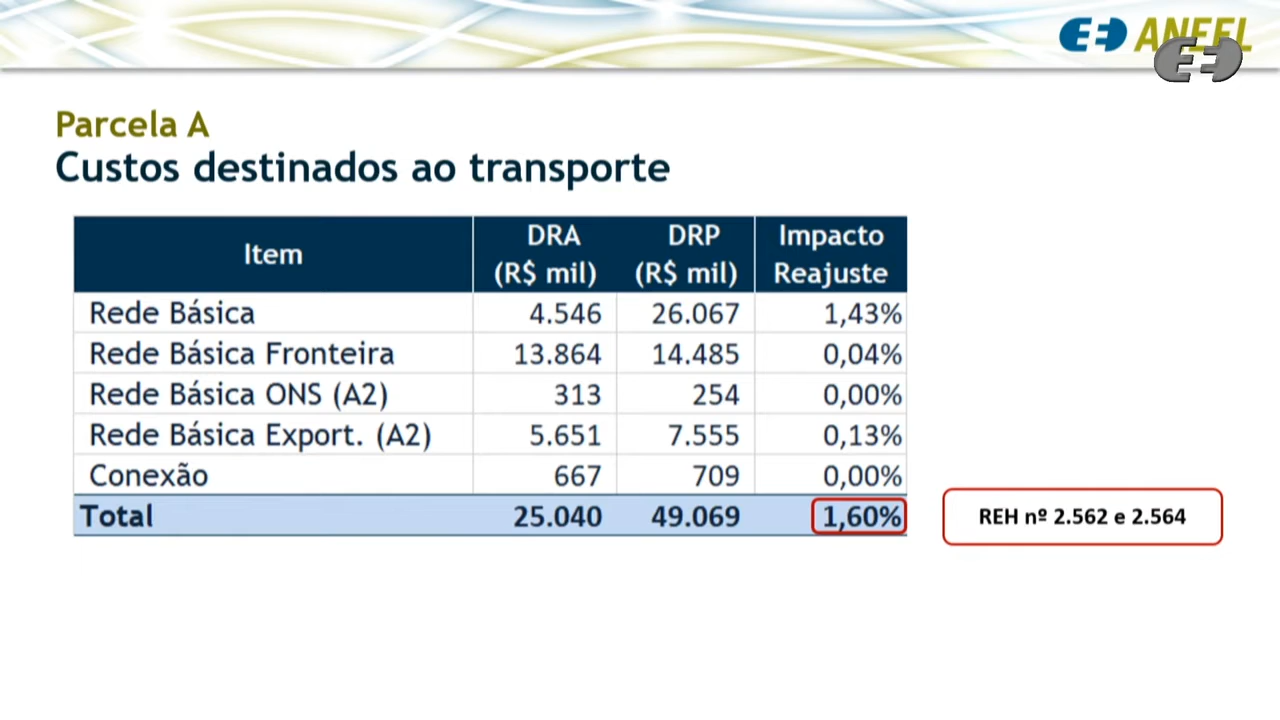 ANEEL
Parcela A
Custos destinados ao transporte
Item DRA (R$ mil) DRP (R$ mil) Impacto Reajuste
Rede Básica 4.546 26.067 1,43%
Rede Básica Fronteira 13.864 14.485 0,04%
Rede Básica ONS (A2) 313 254 0,00%
Rede Básica Export. (A2) 5.651 7.555 0,13%
Conexão 667 709 0,00%
Total 25.040 49.069 1,60%
REH nº 2.562 e 2.564